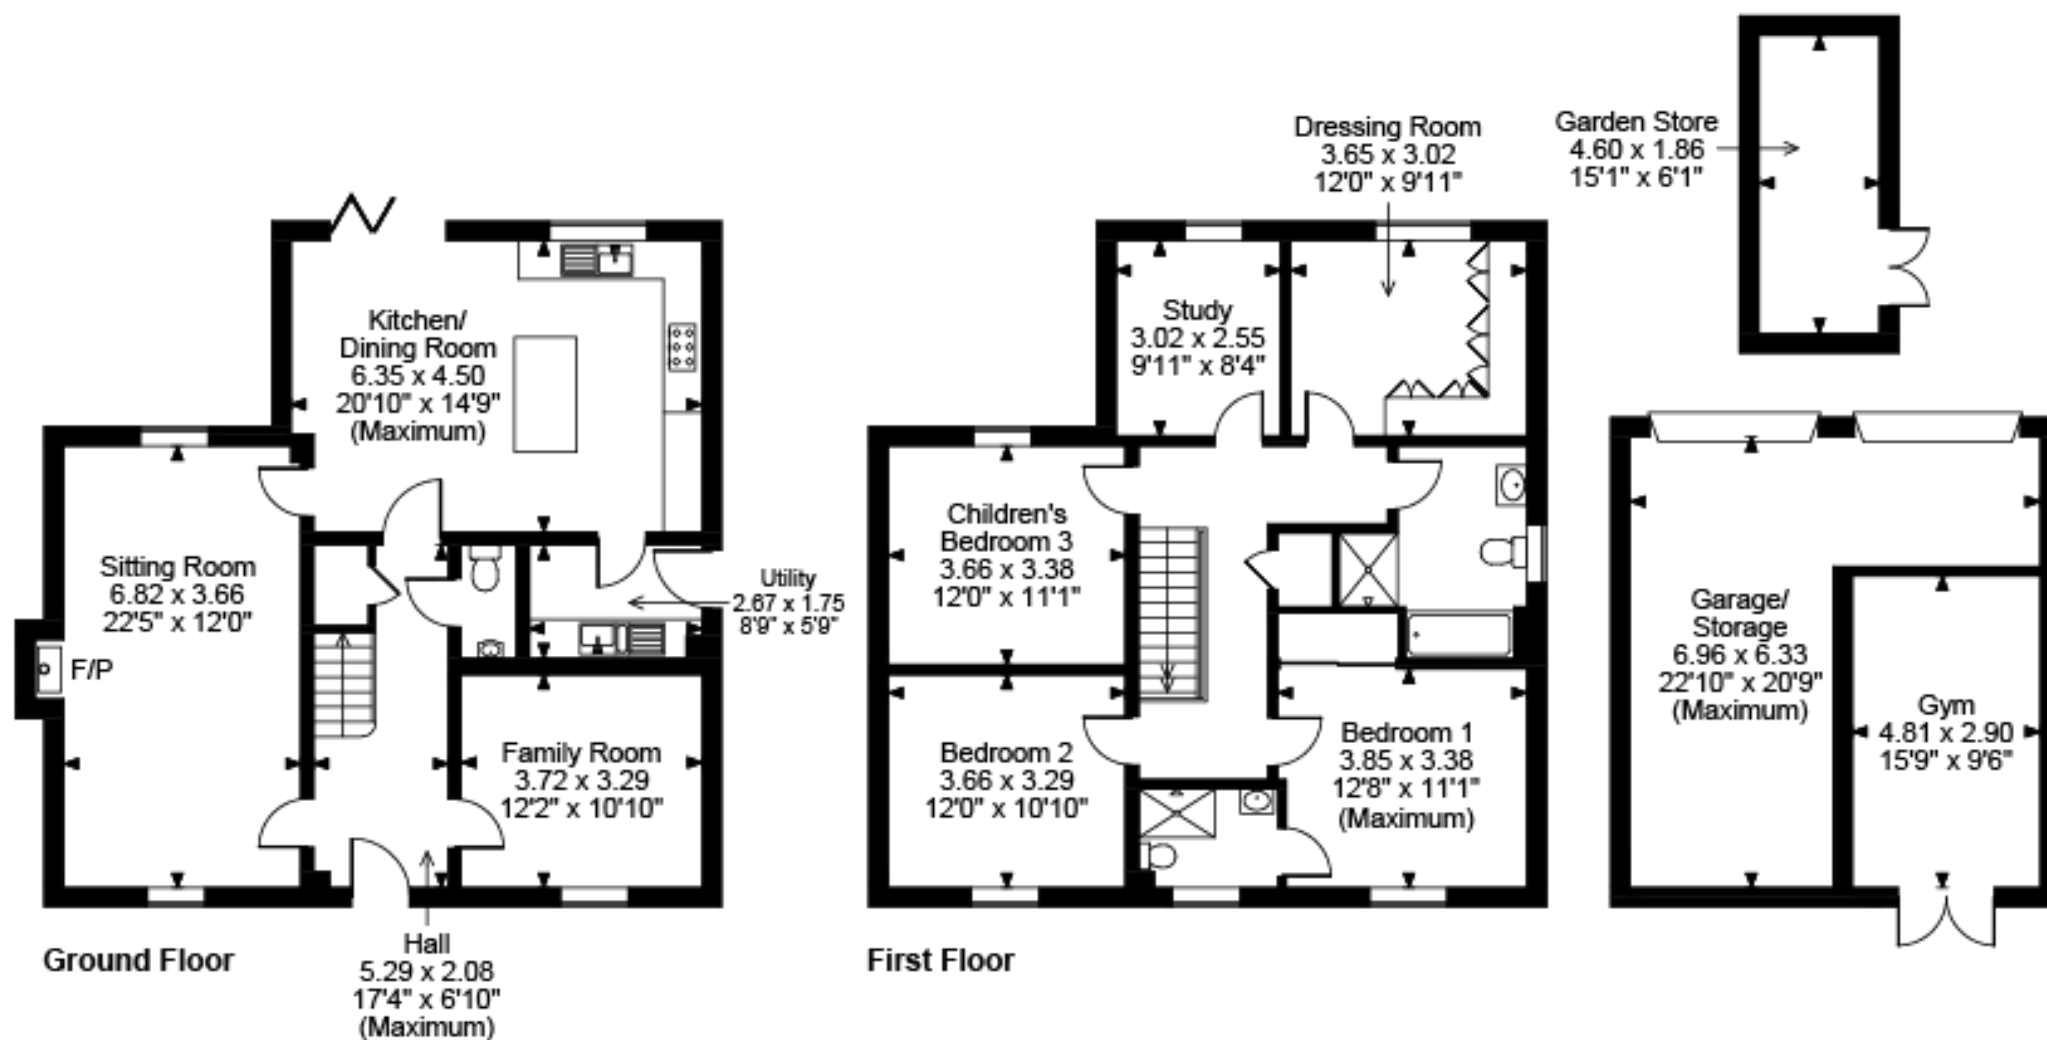 Kitchen/
Dining Room
6.35 x 4.50
20'10" x 14'9"
(Maximum)
Sitting Room
6.82 x 3.66
22'5" x 12'0"
F/P
Utility
2.67 x 1.75
8'9" x 5'9"
Family Room
3.72 x 3.29
12'2" x 10'10"
Hall
5.29 x 2.08
17'4" x 6'10"
(Maximum)
Ground Floor
Dressing Room
3.65 x 3.02
12'0" x 9'11"
Study
3.02 x 2.55
9'11" x 8'4"
Children's
Bedroom 3
3.66 x 3.38
12'0" x 11'1"
Bedroom 2
3.66 x 3.29
12'0" x 10'10"
Bedroom 1
3.85 x 3.38
12'8" x 11'1"
(Maximum)
First Floor
Garden Store
4.60 x 1.86
15'1" x 6'1"
Garage/
Storage
6.96 x 6.33
22'10" x 20'9"
(Maximum)
Gym
4.81 x 2.90
15'9" x 9'6"